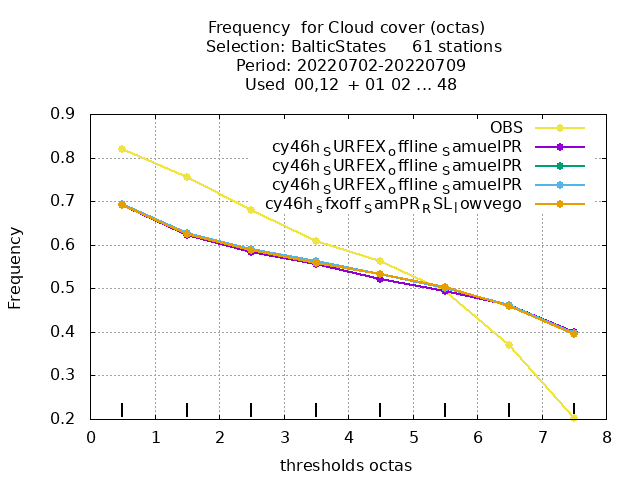 Frequency for Cloud cover (octas)
Selection: BalticStates 61 stations
Period: 20220702-20220709
Used 00,12 + 01 02 ... 48
OBS
cy46h_SURFEX_offline_SamuelPR
cy46h_SURFEX_offline_SamuelPR
cy46h_SURFEX_offline_SamuelPR
cy46h_sfxoff_SamPR_RSL_lowvego
Frequency
0.9
0.8
0.7
0.6
0.5
0.4
0.3
0.2
0 1 2 3 4 5 6 7 8
thresholds octas